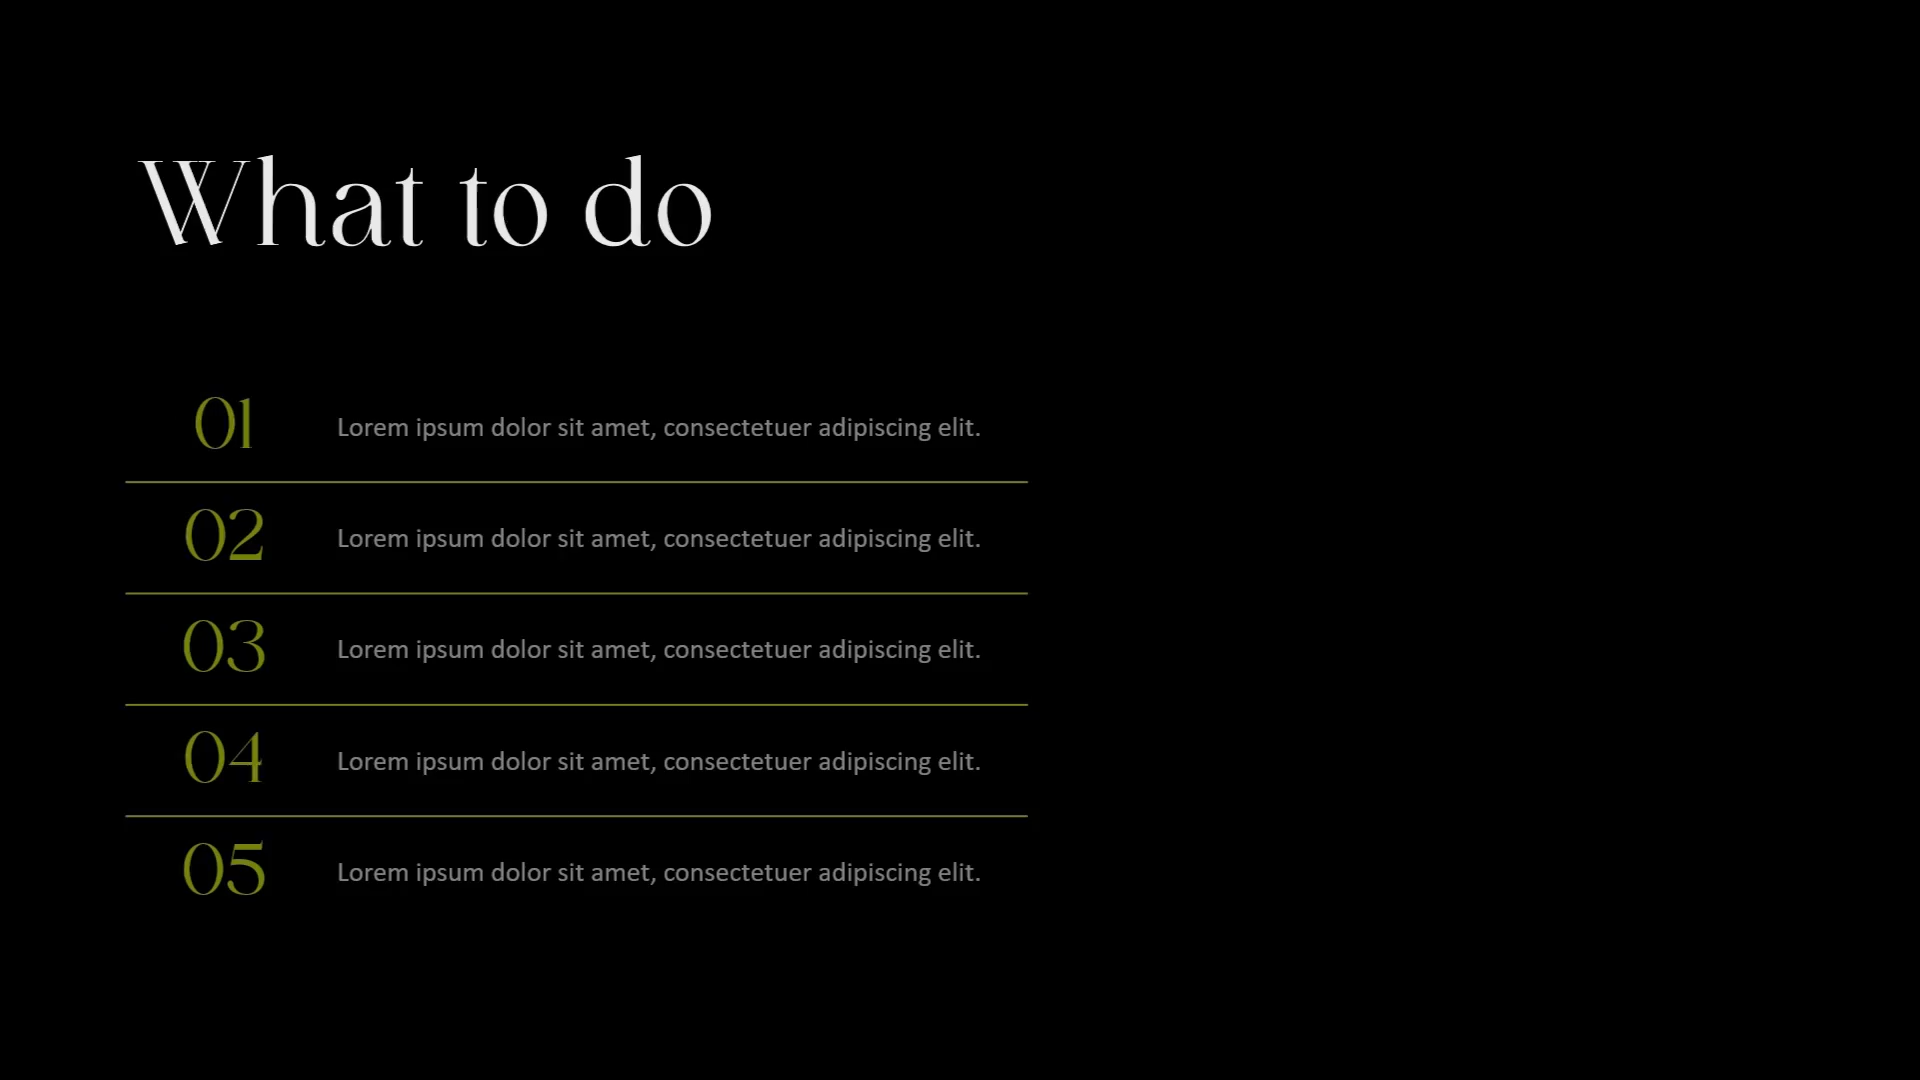 What to do
01 Lorem ipsum dolor sit amet, consectetuer adipiscing elit.
02 Lorem ipsum dolor sit amet, consectetuer adipiscing elit.
03 Lorem ipsum dolor sit amet, consectetuer adipiscing elit.
04 Lorem ipsum dolor sit amet, consectetuer adipiscing elit.
05 Lorem ipsum dolor sit amet, consectetuer adipiscing elit.